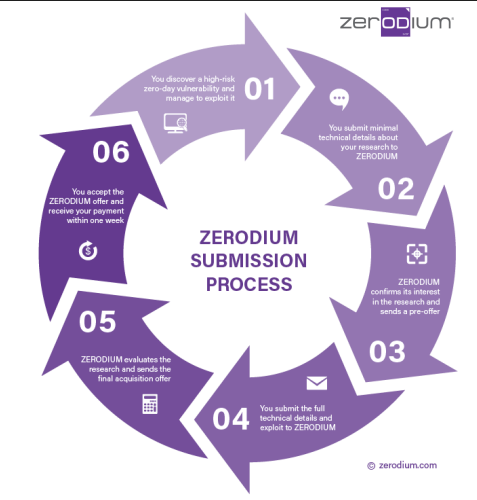 zerodium
01
You discover a high-risk
zero-day vulnerability and
manage to exploit it
You submit minimal
technical details about
your research to
ZERODIUM
02
ZERODIUM
confirms its interest
in the research and
sends a pre-offer
03
04
You submit the full
technical details and
exploit to ZERODIUM
05
ZERODIUM evaluates the
research and sends the
final acquisition offer
06
You accept the
ZERODIUM offer and
receive your payment
within one week
$
ZERODIUM
SUBMISSION
PROCESS
© zerodium.com